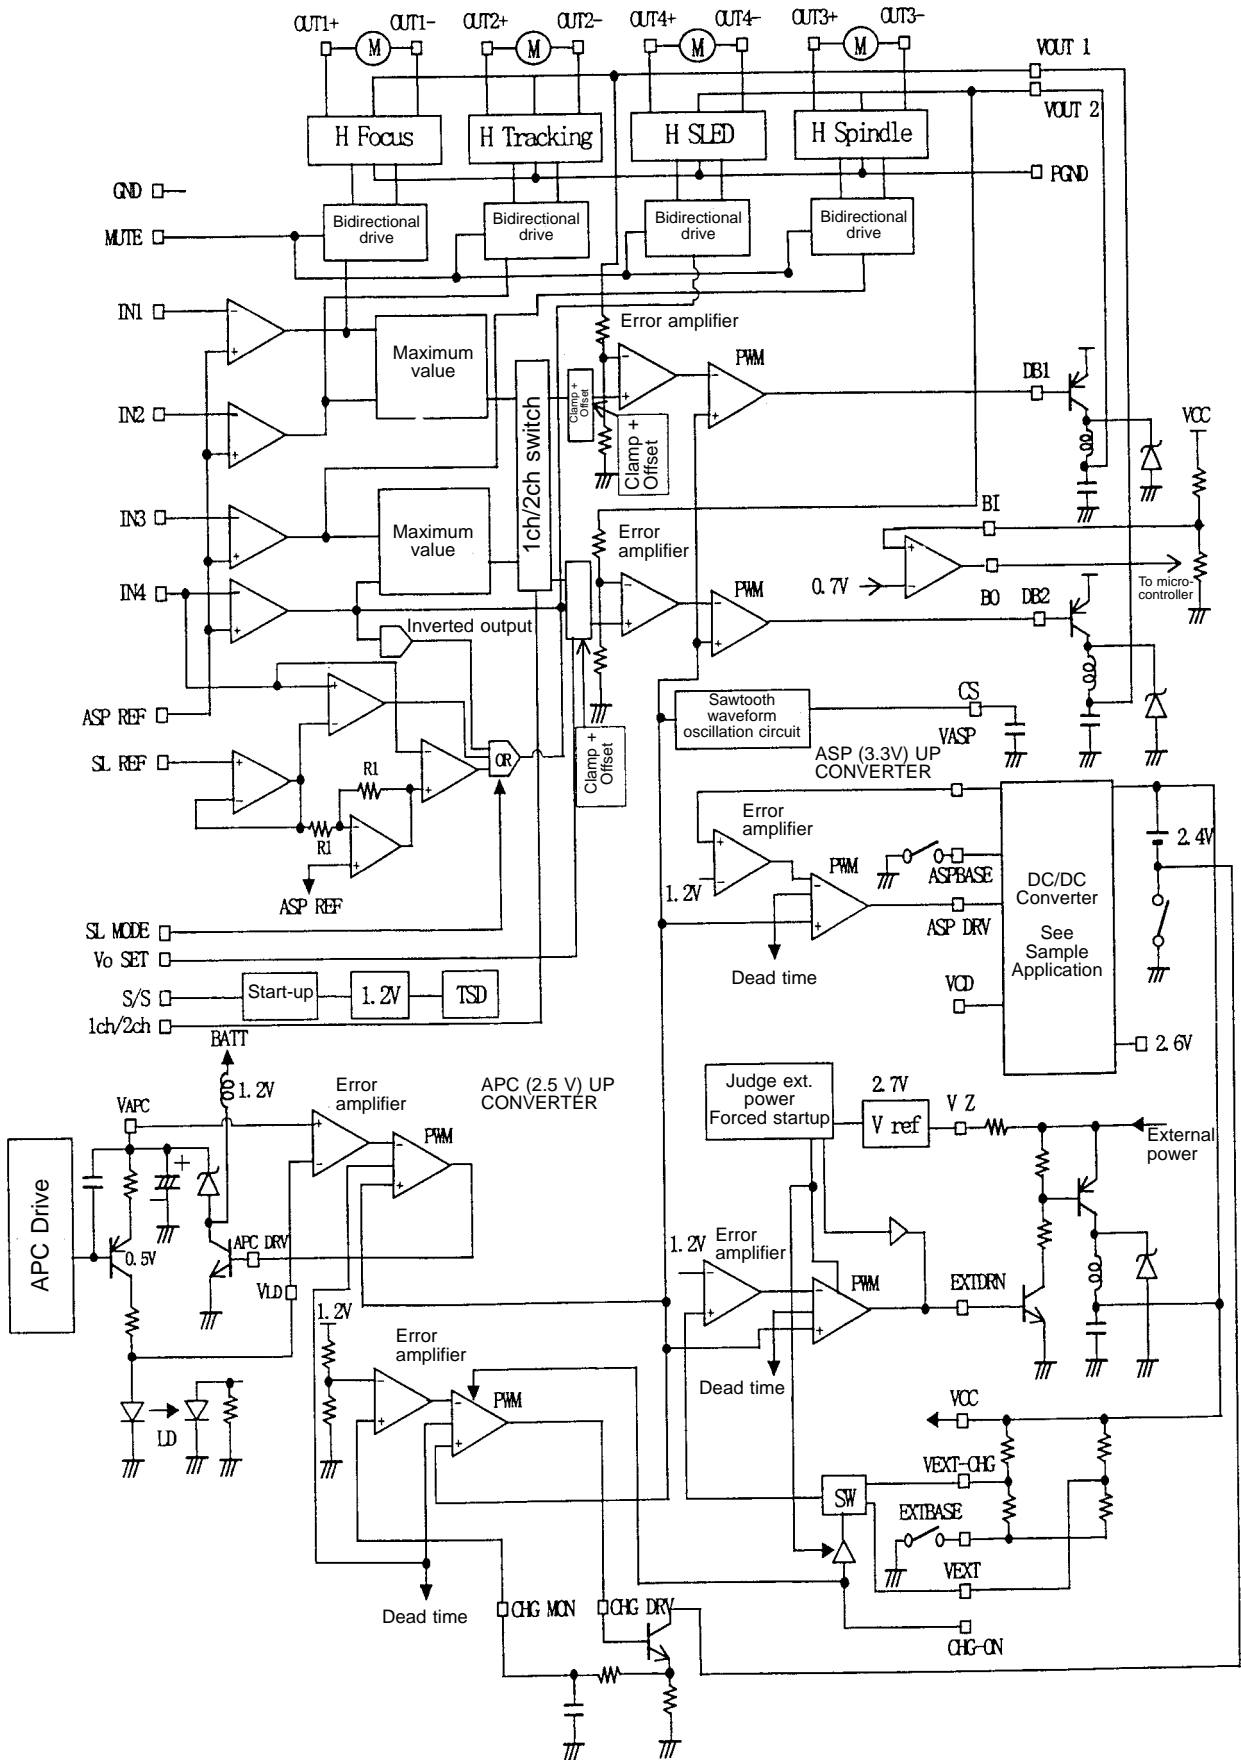 OUT1+ OUT1- OUT2+ OUT2- OUT4+ OUT4- OUT3+ OUT3-
M M M M
VOUT 1
VOUT 2
H Focus H Tracking H SLED H Spindle
PGND
GND
MUTE
Bidirectional drive
Bidirectional drive
Bidirectional drive
Bidirectional drive
IN1
Maximum value
Error amplifier
PWM
DB1
VCC
IN2
Clamp + Offset
Clamp + Offset
1ch/2ch switch
IN3
Maximum value
Error amplifier
PWM
BI
0.7V
To micro-controller
BO
DB2
IN4
Inverted output
ASP REF
SL REF
R1
R1
OR
ASP REF
Clamp + Offset
Sawtooth waveform oscillation circuit
CS
VASP
ASP (3.3V) UP CONVERTER
Error amplifier
1.2V
PWM
ASPBASE
ASP DRV
Dead time
VCD
DC/DC Converter
See Sample Application
2.4V
2.6V
SL MODE
Vo SET
S/S
Start-up
1.2V
TSD
1ch/2ch
BATT
1.2V
VAPC
Error amplifier
APC (2.5 V) UP CONVERTER
PWM
APC Drive
0.5V
APC DRV
VLD
LD
Judge ext. power Forced startup
2.7V
V ref
V Z
External power
1.2V
Error amplifier
PWM
EXTDRN
Dead time
1.2V
Error amplifier
PWM
Dead time
VCC
VEXT-CHG
SW
EXTBASE
VEXT
CHG-ON
CHG MON
CHG DRV
+
−